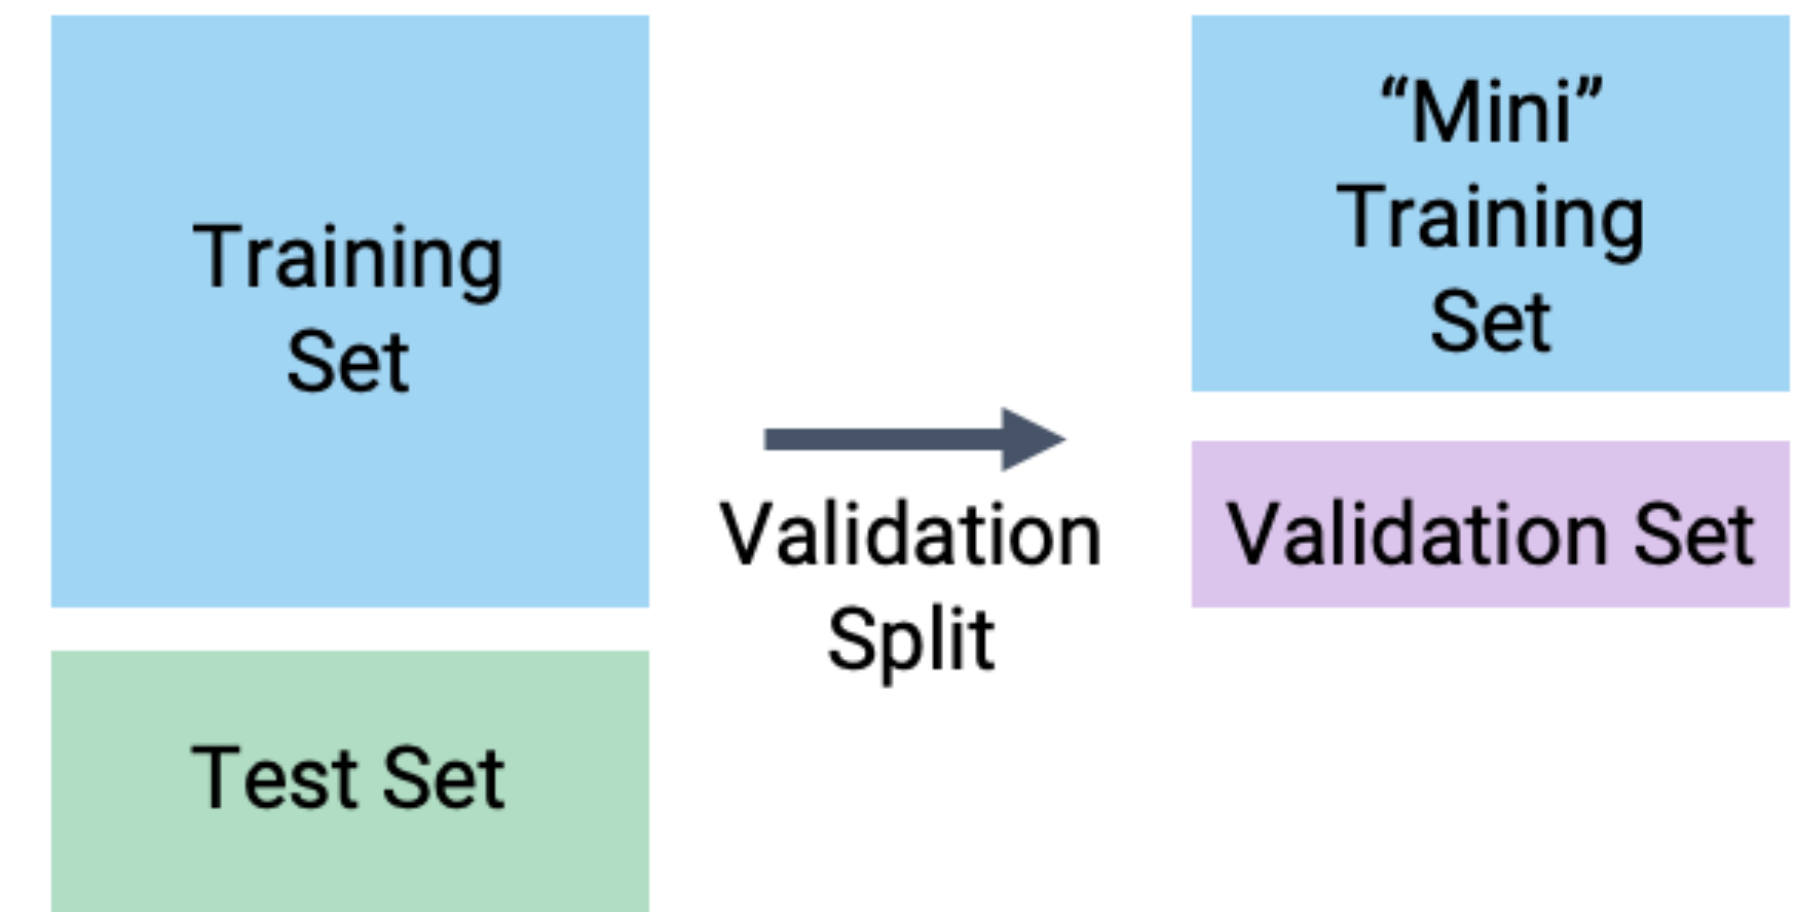 Training
Set
Test Set
Validation
Split
“Mini”
Training
Set
Validation Set